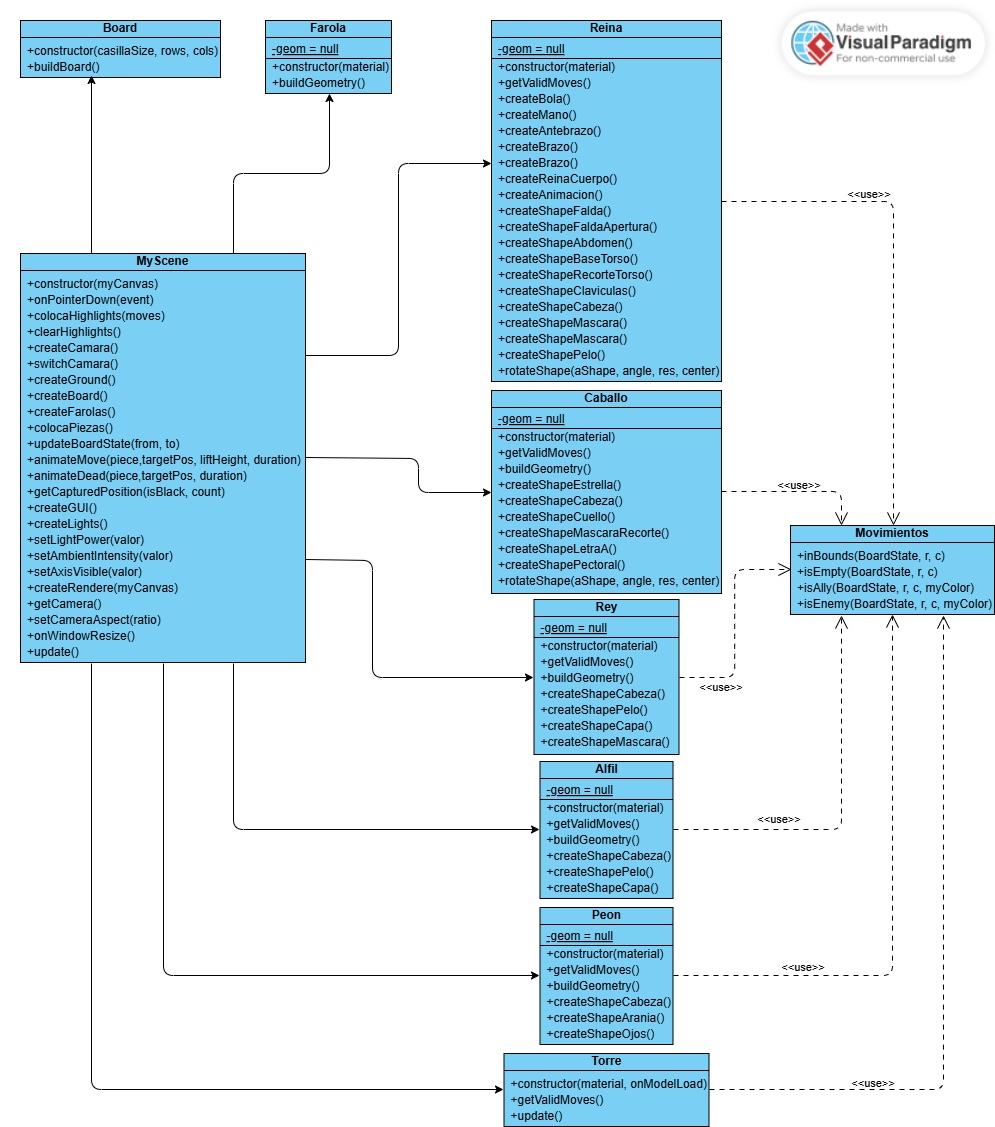 Board
+constructor(casillaSize, rows, cols)
+buildBoard()
Farola
-geom = null
+constructor(material)
+buildGeometry()
Reina
-geom = null
+constructor(material)
+getValidMoves()
+createBola()
+createMano()
+createAntebrazo()
+createBrazo()
+createBrazo()
+createReinaCuerpo()
+createAnimacion()
+createShapeFalda()
+createShapeFaldaApertura()
+createShapeAbdomen()
+createShapeBaseTorso()
+createShapeRecorteTorso()
+createShapeClaviculas()
+createShapeCabeza()
+createShapeMascara()
+createShapeMascara()
+createShapePelo()
+rotateShape(aShape, angle, res, center)
Made with
Visual Paradigm
For non-commercial use
<<use>>
MyScene
+constructor(myCanvas)
+onPointerDown(event)
+colocaHighlights(moves)
+clearHighlights()
+createCamara()
+switchCamara()
+createGround()
+createBoard()
+createFarolas()
+colocaPiezas()
+updateBoardState(from, to)
+animateMove(piece,targetPos, liftHeight, duration)
+animateDead(piece,targetPos, duration)
+getCapturedPosition(isBlack, count)
+createGUI()
+createLights()
+setLightPower(valor)
+setAmbientIntensity(valor)
+setAxisVisible(valor)
+createRendere(myCanvas)
+getCamera()
+setCameraAspect(ratio)
+onWindowResize()
+update()
Caballo
-geom = null
+constructor(material)
+getValidMoves()
+buildGeometry()
+createShapeEstrella()
+createShapeCabeza()
+createShapeCuello()
+createShapeMascaraRecorte()
+createShapeLetraA()
+createShapePectoral()
+rotateShape(aShape, angle, res, center)
<<use>>
Movimientos
+inBounds(BoardState, r, c)
+isEmpty(BoardState, r, c)
+isAlly(BoardState, r, c, myColor)
+isEnemy(BoardState, r, c, myColor)
Rey
-geom = null
+constructor(material)
+getValidMoves()
+buildGeometry()
+createShapeCabeza()
+createShapePelo()
+createShapeCapa()
+createShapeMascara()
<<use>>
Alfil
-geom = null
+constructor(material)
+getValidMoves()
+buildGeometry()
+createShapeCabeza()
+createShapePelo()
+createShapeCapa()
<<use>>
Peon
-geom = null
+constructor(material)
+getValidMoves()
+buildGeometry()
+createShapeCabeza()
+createShapeArania()
+createShapeOjos()
<<use>>
Torre
+constructor(material, onModelLoad)
+getValidMoves()
+update()
<<use>>